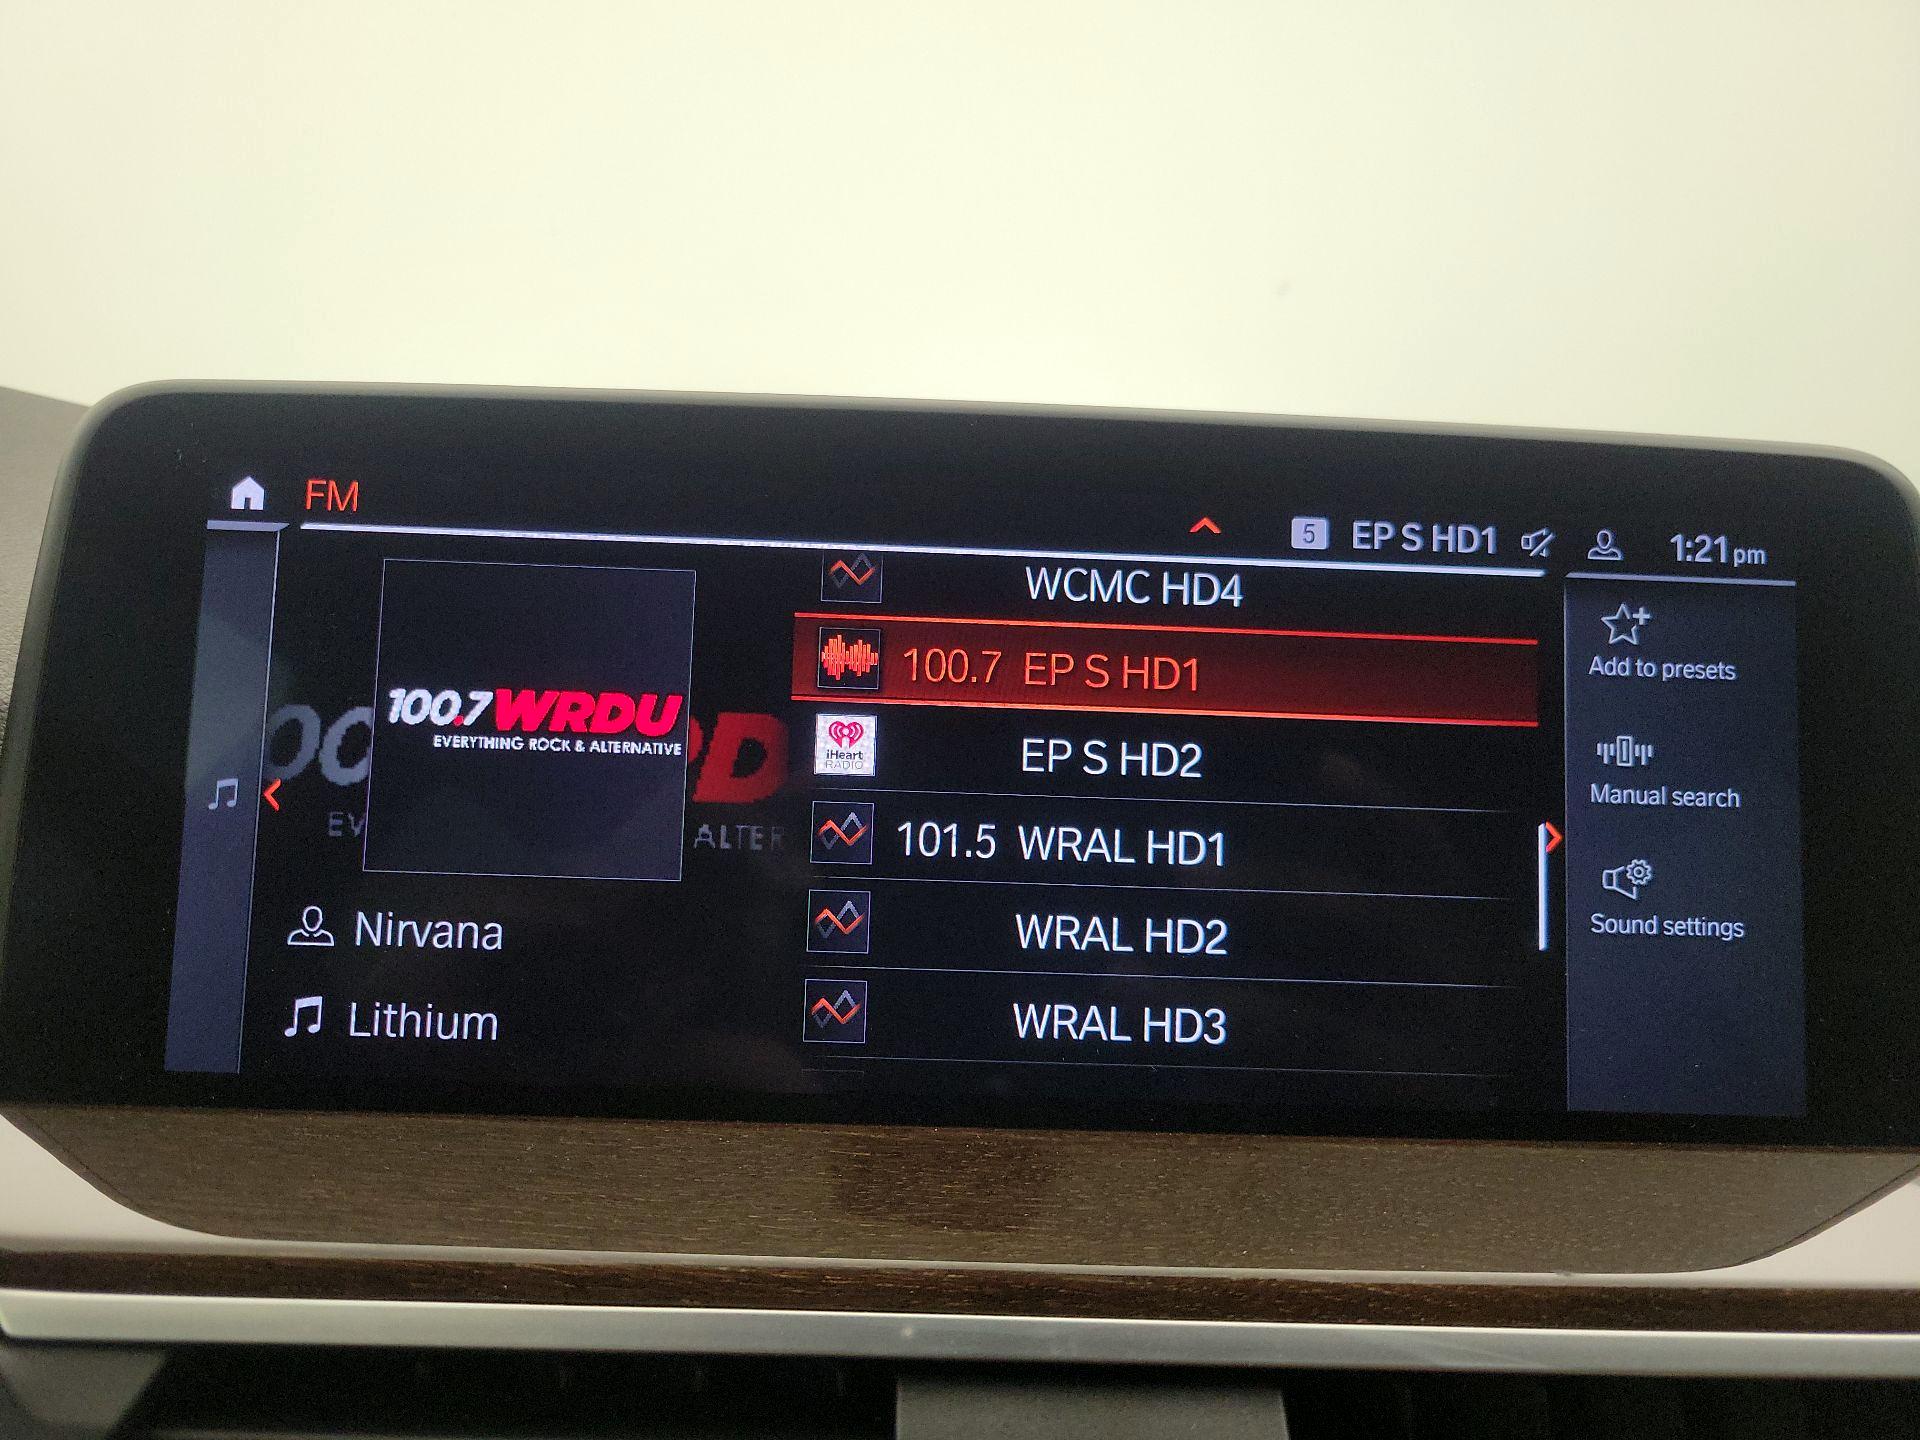 FM
5 EP S HD1
1:21 pm
100.7 WRDU
EVERYTHING ROCK & ALTERNATIVE
Nirvana
Lithium
WCMC HD4
100.7 EP S HD1
iHeart
RADIO
EP S HD2
101.5 WRAL HD1
WRAL HD2
WRAL HD3
Add to presets
Manual search
Sound settings